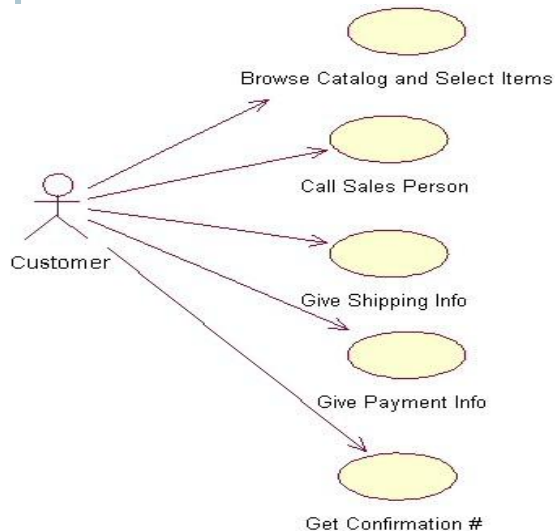 Browse Catalog and Select Items
Call Sales Person
Customer
Give Shipping Info
Give Payment Info
Get Confirmation #